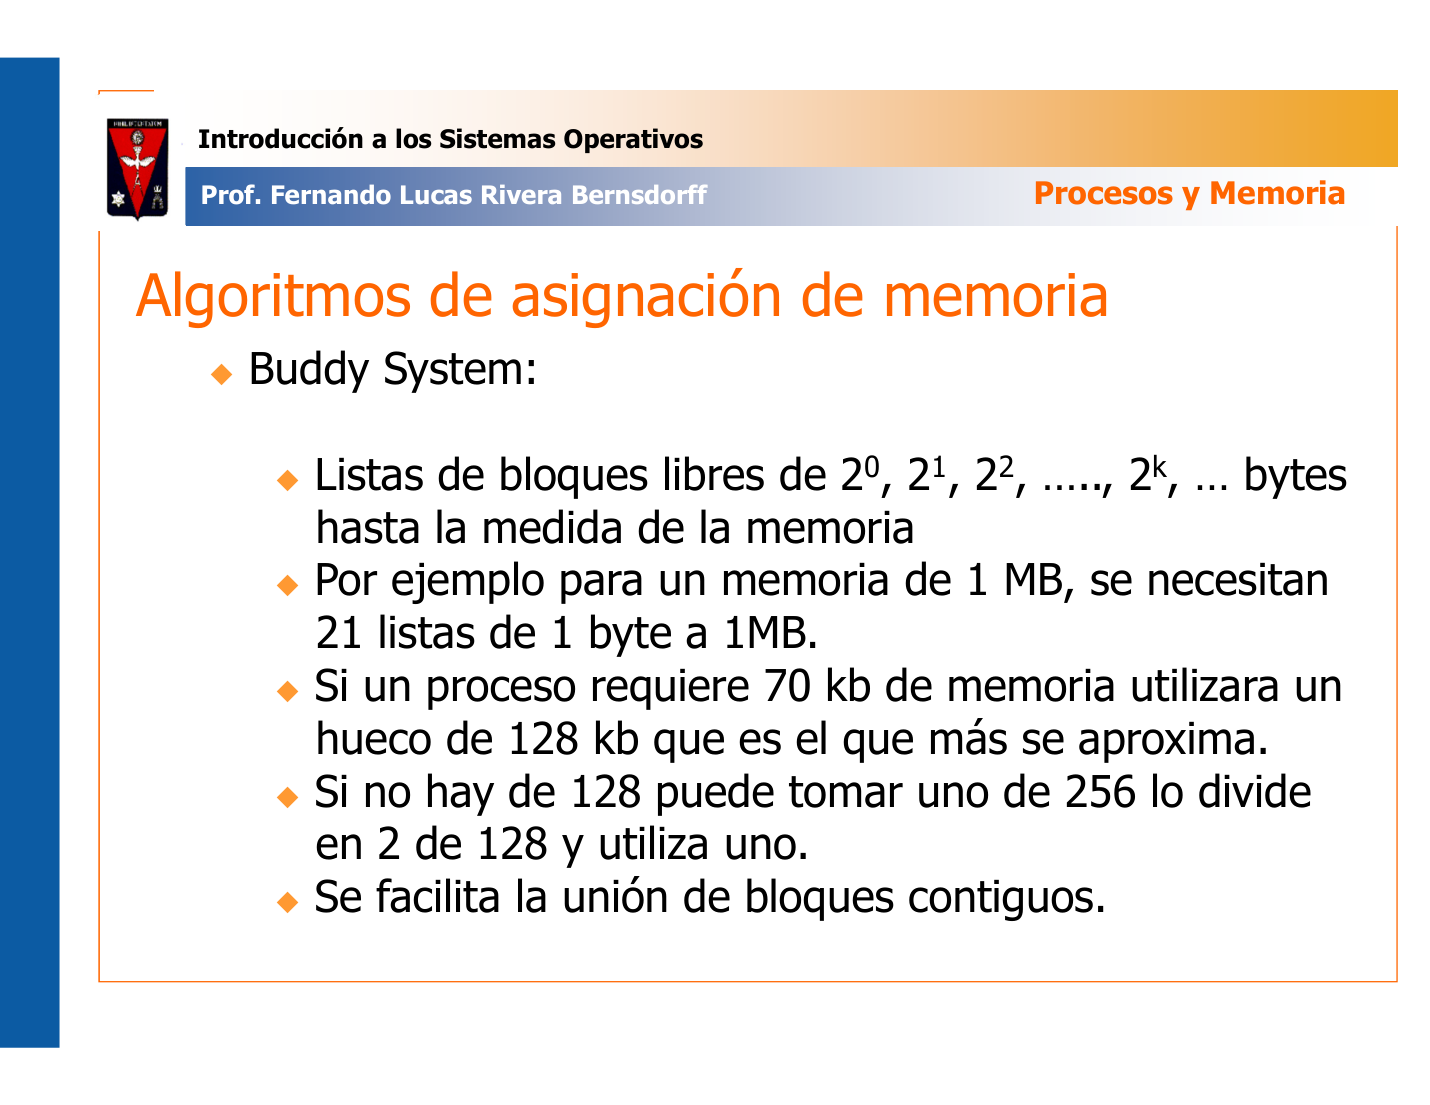 Introducción a los Sistemas Operativos
Prof. Fernando Lucas Rivera Bernsdorff
Procesos y Memoria
Algoritmos de asignación de memoria
◆ Buddy System:
◆ Listas de bloques libres de 2⁰, 2¹, 2², ….., 2ᵏ, … bytes
hasta la medida de la memoria
◆ Por ejemplo para un memoria de 1 MB, se necesitan
21 listas de 1 byte a 1MB.
◆ Si un proceso requiere 70 kb de memoria utilizara un
hueco de 128 kb que es el que más se aproxima.
◆ Si no hay de 128 puede tomar uno de 256 lo divide
en 2 de 128 y utiliza uno.
◆ Se facilita la unión de bloques contiguos.